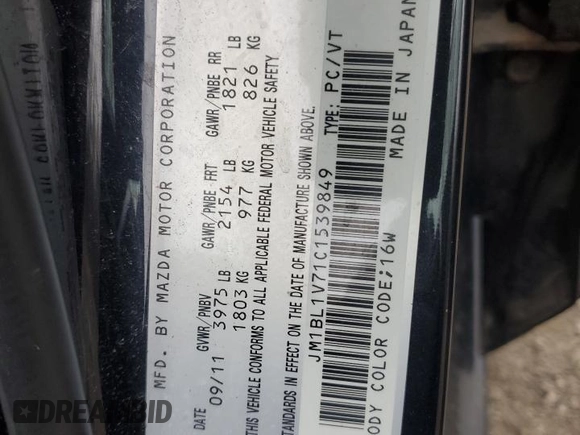 MFD. BY MAZDA MOTOR CORPORATION
DATE GVWR/PNBV GAWR/PNBE FRT GAWR/PNBE RR
09/11 3975 LB 2154 LB 1821 LB
1803 KG 977 KG 826 KG
THIS VEHICLE CONFORMS TO ALL APPLICABLE FEDERAL MOTOR VEHICLE SAFETY
STANDARDS IN EFFECT ON THE DATE OF MANUFACTURE SHOWN ABOVE.
JM1BL1V71C1539849 TYPE: PC/VT
ODY COLOR CODE;16W MADE IN JAPAN
DREAMBID